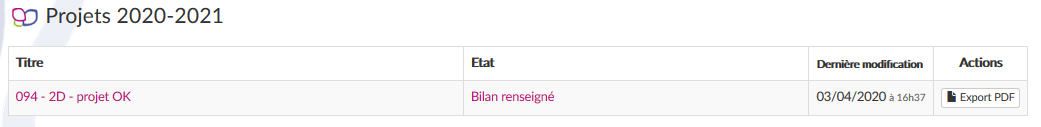 Projets 2020-2021
Titre Etat Dernière modification Actions
094 - 2D - projet OK Bilan renseigné 03/04/2020 à 16h37 Export PDF